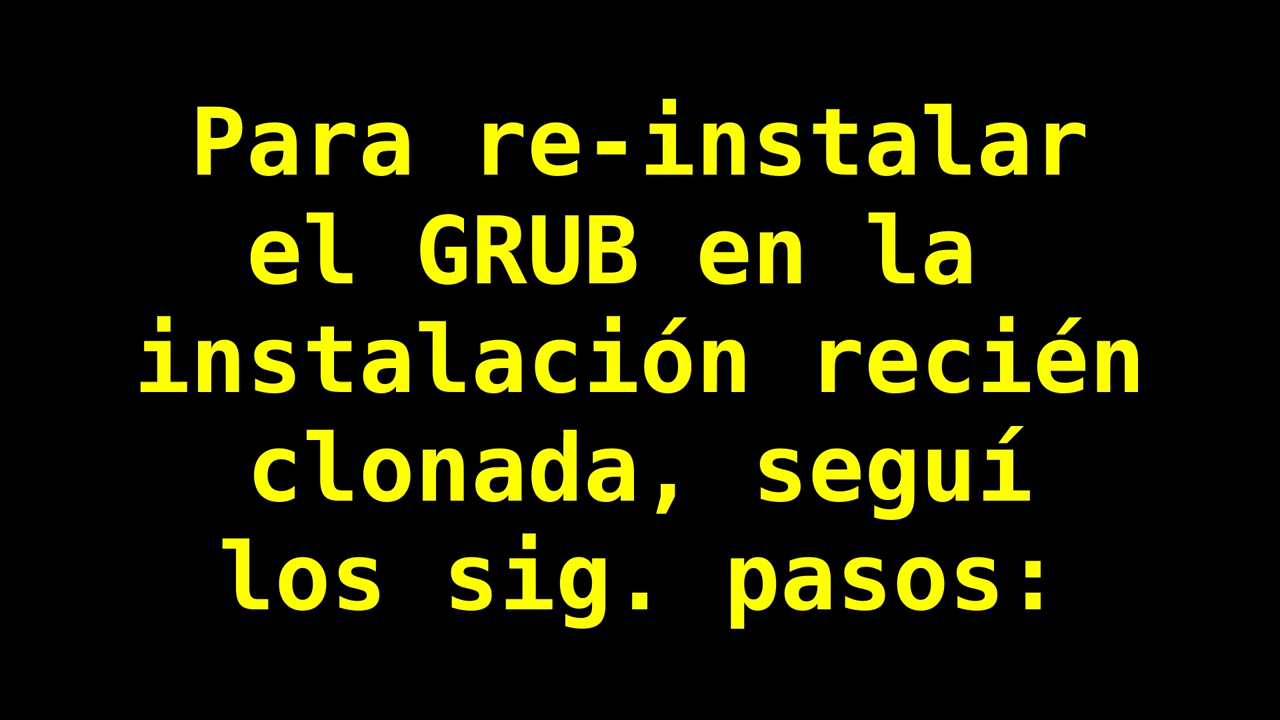 Para re-instalar
el GRUB en la
instalación recién
clonada, seguí
los sig. pasos: